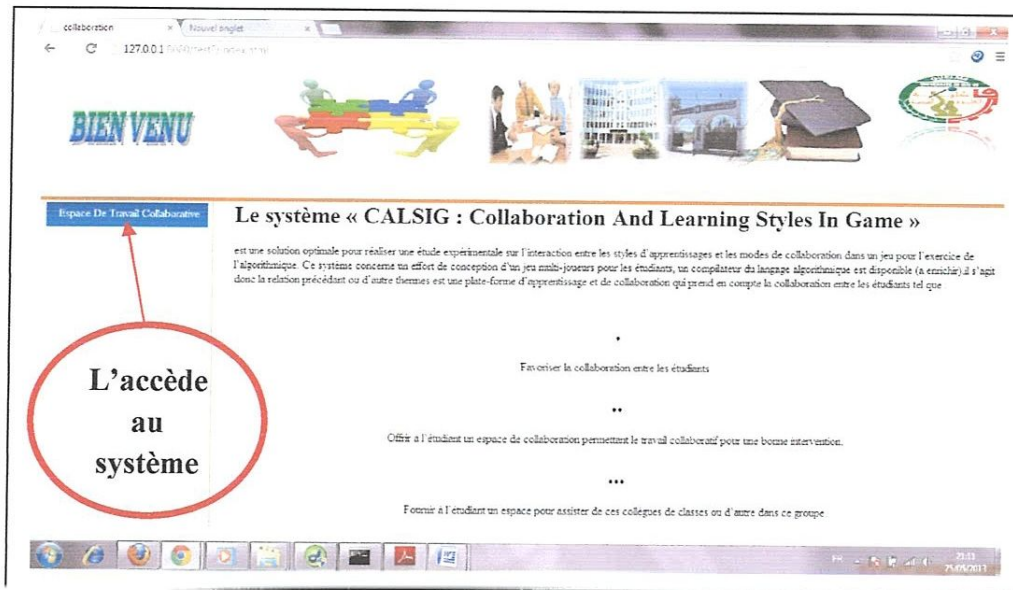 collaboration
Nouvel onglet
127.0.0.1
BIEN VENU
Espace De Travail Collaborative
Le système « CALSIG : Collaboration And Learning Styles In Game »
est une solution optimale pour réaliser une étude expérimentale sur l'interaction entre les styles d'apprentissages et les modes de collaboration dans un jeu pour l'exercice de
l'algorithmique. Ce système concerne un effort de conception d'un jeu multi-joueurs pour les étudiants, un compilateur du langage algorithmique est disponible (a enrichir).il s'agit
donc la relation précédant ou d'autre thermes est une plate-forme d'apprentissage et de collaboration qui prend en compte la collaboration entre les étudiants tel que
Favoriser la collaboration entre les étudiants
Offrir a l'étudiant un espace de collaboration permettant le travail collaboratif pour une bonne intervention.
Fournir a l'étudiant un espace pour assister de ces collègues de classes ou d'autre dans ce groupe
L'accède
au
système
FR
21:13
25/05/2013